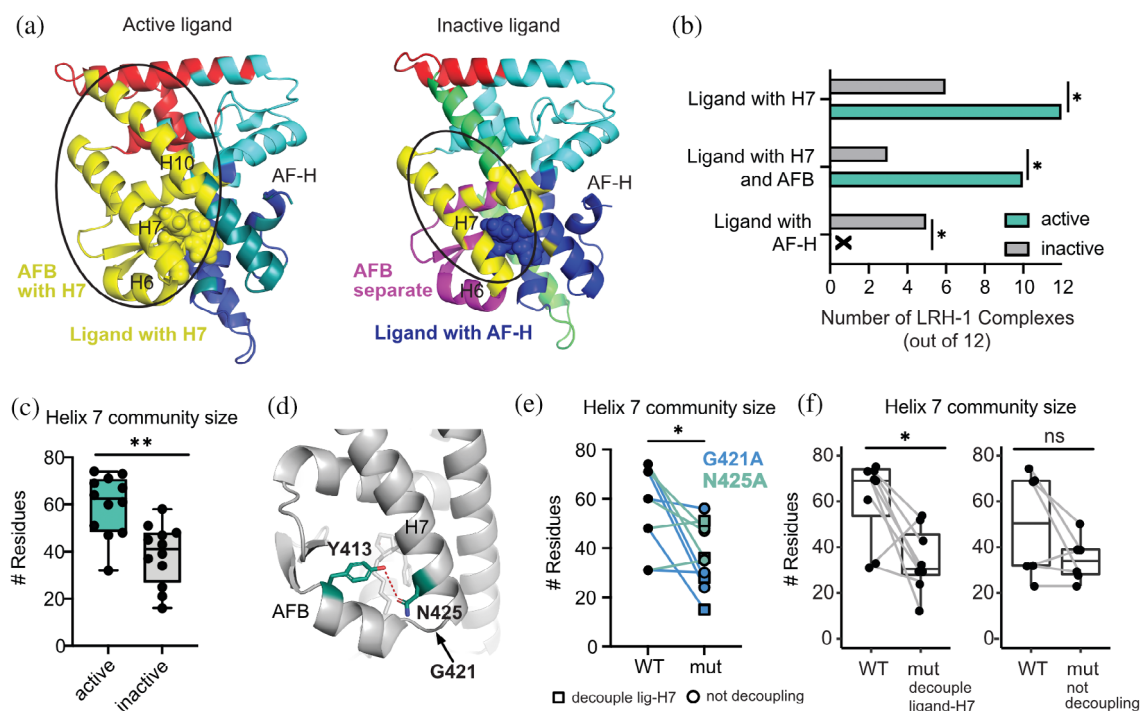 (a)
Active ligand
Inactive ligand
H10
AF-H
H7
H6
AFB
with H7
Ligand with H7
AF-H
H7
AFB
separate
H6
Ligand with AF-H
(b)
Ligand with H7
*
Ligand with H7
and AFB
*
Ligand with
AF-H
*
active
inactive
0 2 4 6 8 10 12
Number of LRH-1 Complexes
(out of 12)
(c)
Helix 7 community size
**
80
60
40
20
0
# Residues
active
inactive
(d)
H7
Y413
AFB
N425
G421
(e)
Helix 7 community size
*
G421A
N425A
80
60
40
20
0
# Residues
WT mut
decouple lig-H7 not decoupling
(f)
Helix 7 community size
*
ns
80
60
40
20
0
# Residues
WT mut
decouple
ligand-H7
80
60
40
20
0
WT mut
not
decoupling